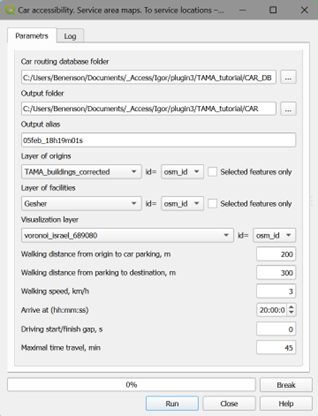 Car accessibility. Service area maps. To service locations –...
Parametrs Log
Car routing database folder
C:/Users/Benenson/Documents/_Access/Igor/plugin3/TAMA_tutorial/CAR_DB ...
Output folder
C:/Users/Benenson/Documents/_Access/Igor/plugin3/TAMA_tutorial/CAR ...
Output alias
05feb_18h19m01s
Layer of origins
TAMA_buildings_corrected id= osm_id Selected features only
Layer of facilities
Gesher id= osm_id Selected features only
Visualization layer
voronoi_israel_689080 id= osm_id
Walking distance from origin to car parking, m 200
Walking distance from parking to destination, m 300
Walking speed, km/h 3
Arrive at (hh:mm:ss) 20:00:0
Driving start/finish gap, s 0
Maximal time travel, min 45
0% Break
Run Close Help